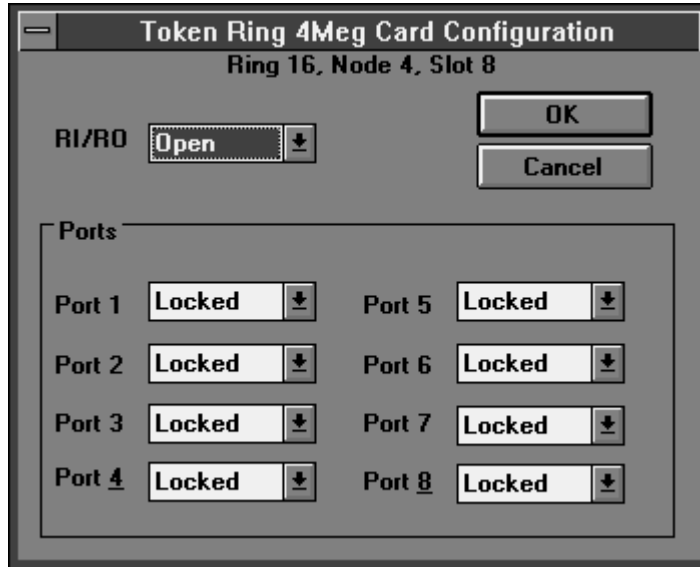 Token Ring 4Meg Card Configuration
Ring 16, Node 4, Slot 8
RI/RO Open
OK
Cancel
Ports
Port 1 Locked Port 5 Locked
Port 2 Locked Port 6 Locked
Port 3 Locked Port 7 Locked
Port 4 Locked Port 8 Locked